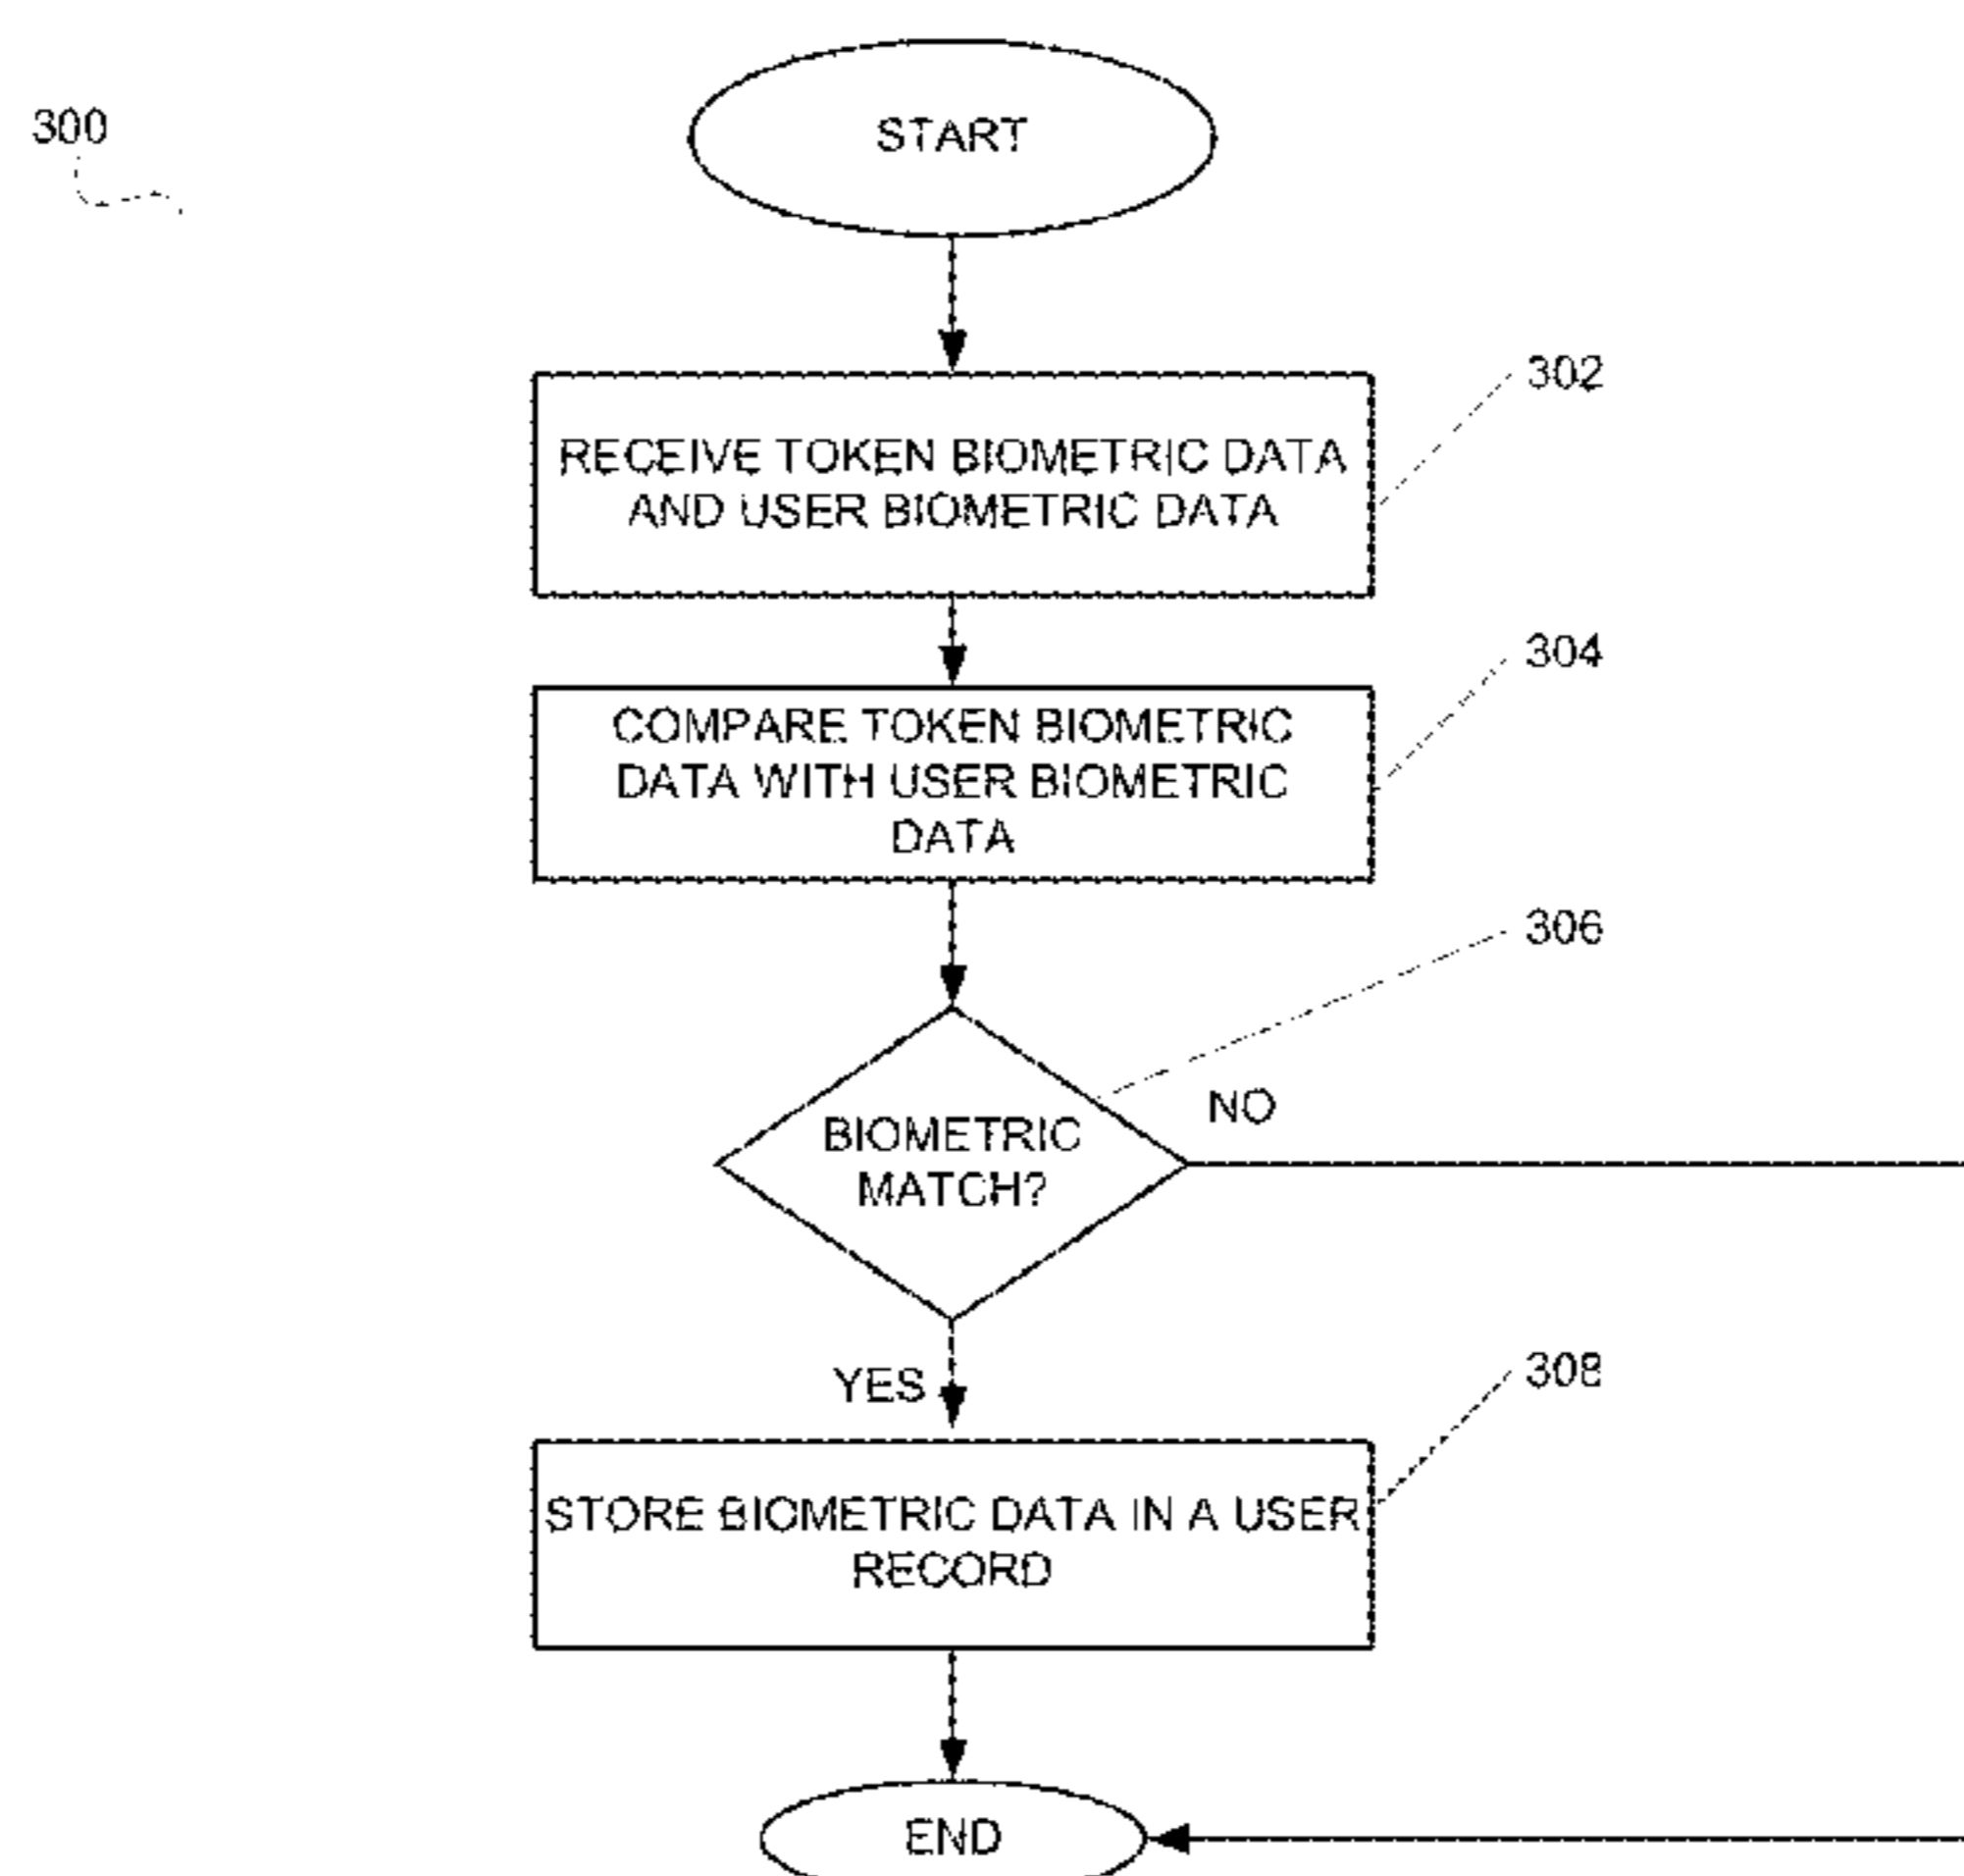 300
START
302
RECEIVE TOKEN BIOMETRIC DATA
AND USER BIOMETRIC DATA
304
COMPARE TOKEN BIOMETRIC
DATA WITH USER BIOMETRIC
DATA
306
NO
BIOMETRIC
MATCH?
YES
308
STORE BIOMETRIC DATA IN A USER
RECORD
END